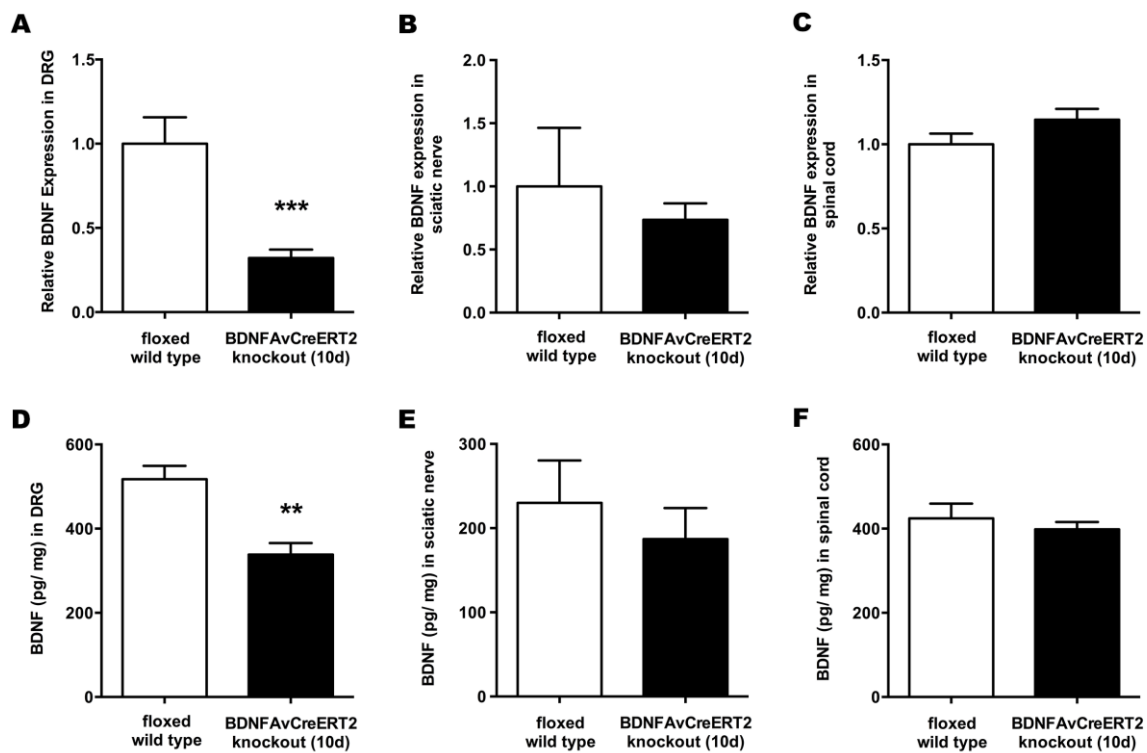 A
Relative BDNF Expression in DRG
1.5
1.0
0.5
0.0
***
floxed
wild type
BDNFAvCreERT2
knockout (10d)
B
Relative BDNF expression in
sciatic nerve
2.0
1.5
1.0
0.5
0.0
floxed
wild type
BDNFAvCreERT2
knockout (10d)
C
Relative BDNF expression in
spinal cord
1.5
1.0
0.5
0.0
floxed
wild type
BDNFAvCreERT2
knockout (10d)
D
BDNF (pg/ mg) in DRG
600
400
200
0
**
floxed
wild type
BDNFAvCreERT2
knockout (10d)
E
BDNF (pg/ mg) in sciatic nerve
300
200
100
0
floxed
wild type
BDNFAvCreERT2
knockout (10d)
F
BDNF (pg/ mg) in spinal cord
600
400
200
0
floxed
wild type
BDNFAvCreERT2
knockout (10d)